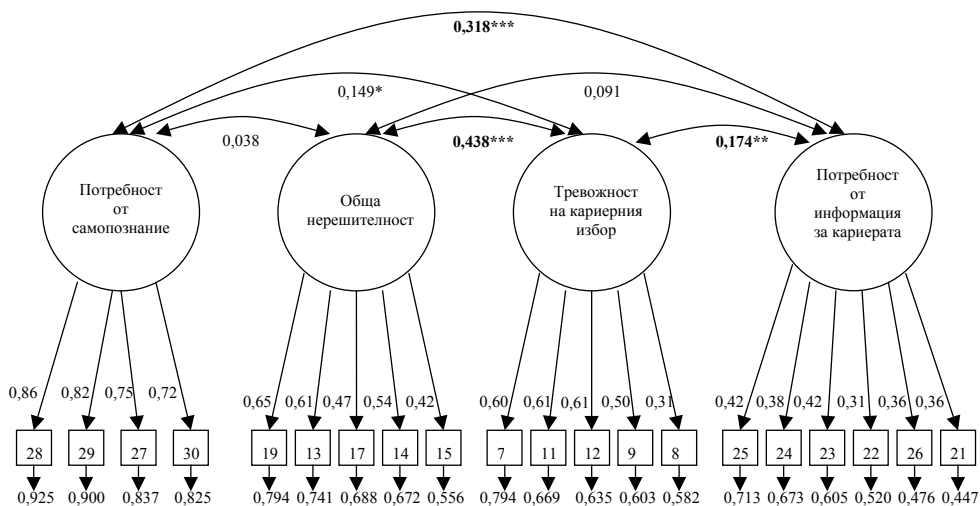 0,318***
0,149*
0,091
0,038
0,438***
0,174**
Потребност
от
самопознание
Обща
нерешителност
Тревожност
на кариерния
избор
Потребност
от
информация
за кариерата
0,86 0,82 0,75 0,72
0,65 0,61 0,47 0,54 0,42
0,60 0,61 0,61 0,50 0,31
0,42 0,38 0,42 0,31 0,36 0,36
28 29 27 30
19 13 17 14 15
7 11 12 9 8
25 24 23 22 26 21
0,925 0,900 0,837 0,825
0,794 0,741 0,688 0,672 0,556
0,794 0,669 0,635 0,603 0,582
0,713 0,673 0,605 0,520 0,476 0,447